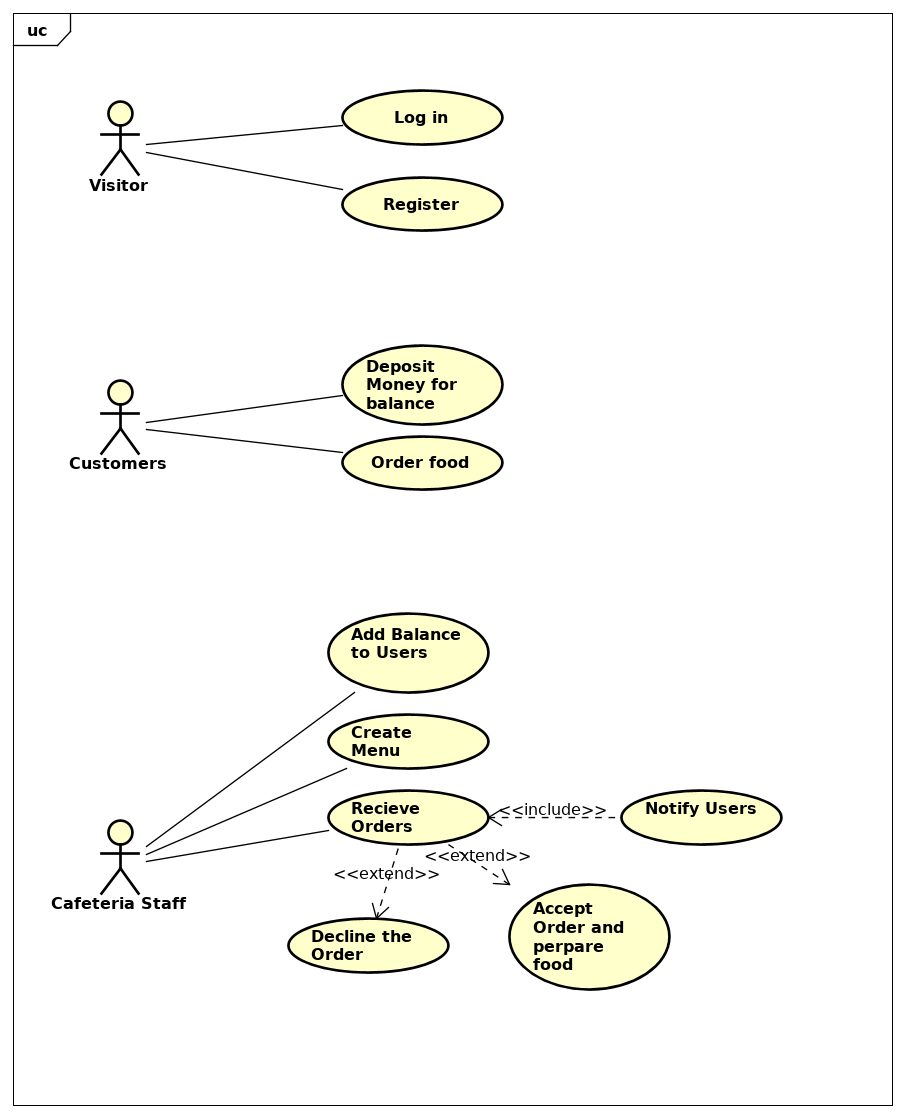 uc
Log in
Visitor
Register
Deposit
Money for
balance
Customers
Order food
Add Balance
to Users
Create
Menu
Recieve
Orders
<<include>>
Notify Users
<<extend>>
<<extend>>
Cafeteria Staff
Decline the
Order
Accept
Order and
perpare
food